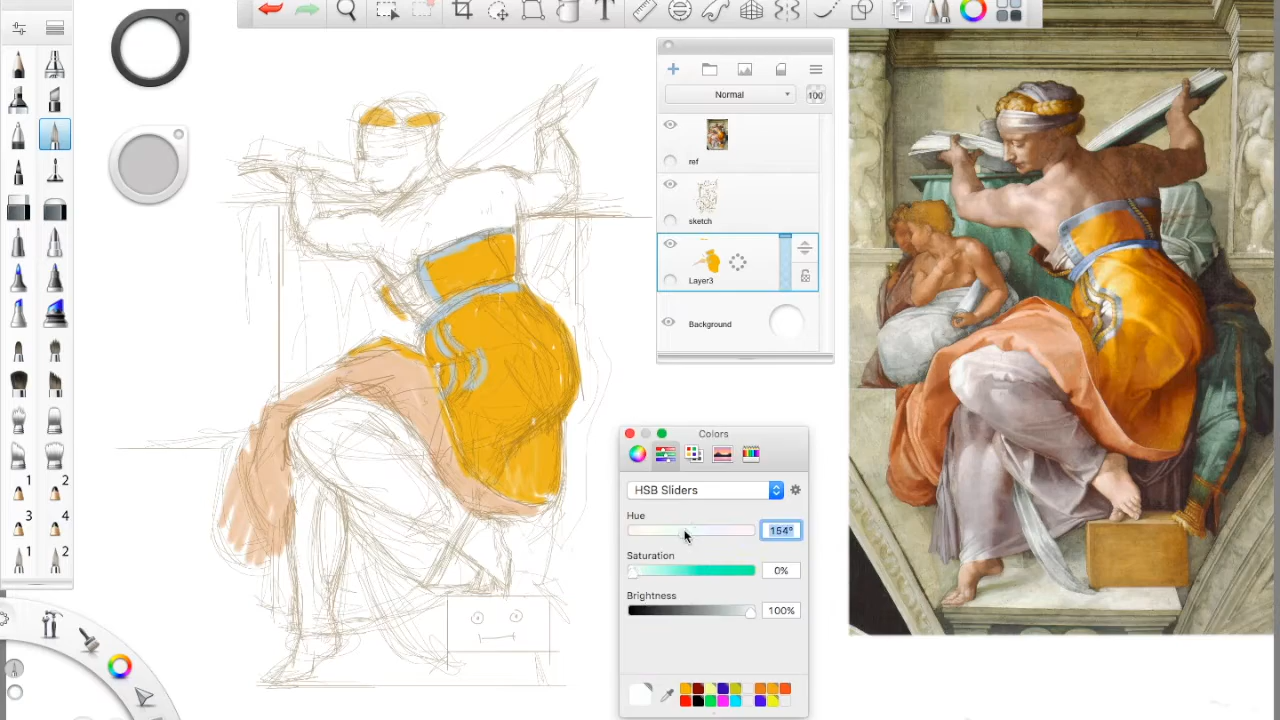 T
Normal
100
ref
sketch
Layer3
Background
Colors
HSB Sliders
Hue
154°
Saturation
0%
Brightness
100%
1
2
3
4
1
2